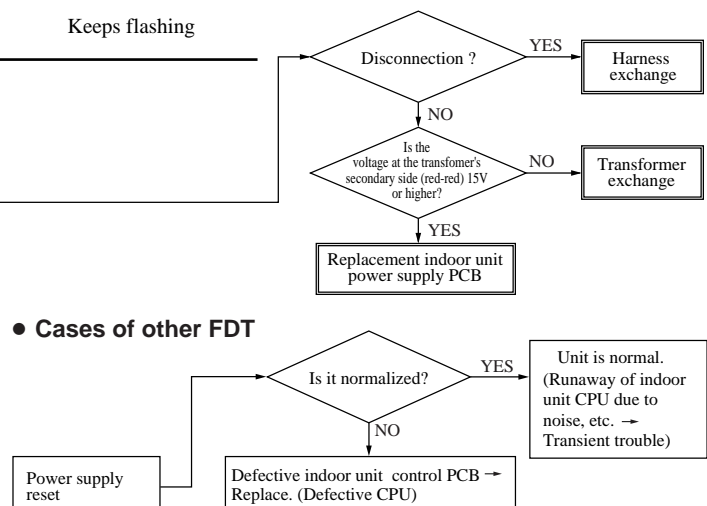 Keeps flashing
Disconnection ?
YES
Harness
exchange
NO
Is the
voltage at the transfomer's
secondary side (red-red) 15V
or higher?
NO
Transformer
exchange
YES
Replacement indoor unit
power supply PCB
● Cases of other FDT
Is it normalized?
YES
Unit is normal.
(Runaway of indoor
unit CPU due to
noise, etc. →
Transient trouble)
NO
Power supply
reset
Defective indoor unit control PCB →
Replace. (Defective CPU)